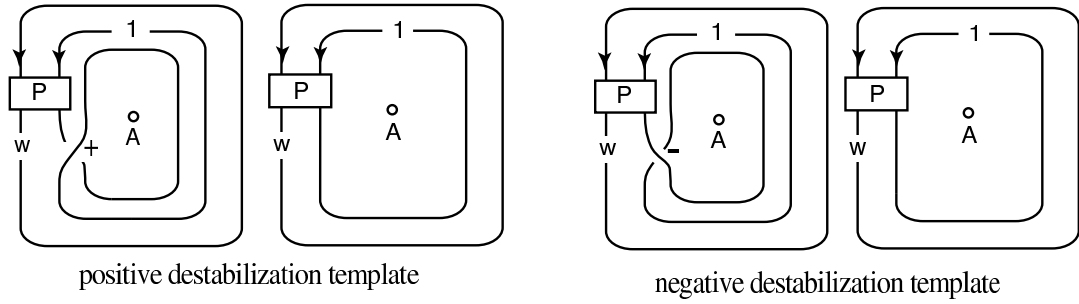 1 1 1 1
P P P P
A A A A
w + w w - w
positive destabilization template negative destabilization template